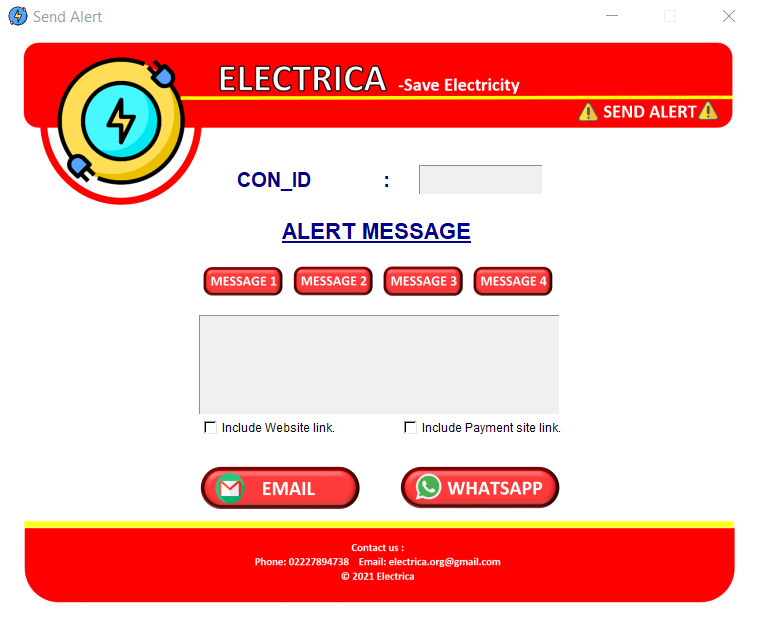 Send Alert
ELECTRICA -Save Electricity
SEND ALERT
CON_ID :
ALERT MESSAGE
MESSAGE 1 MESSAGE 2 MESSAGE 3 MESSAGE 4
Include Website link. Include Payment site link.
EMAIL WHATSAPP
Contact us :
Phone: 02227894738 Email: electrica.org@gmail.com
© 2021 Electrica